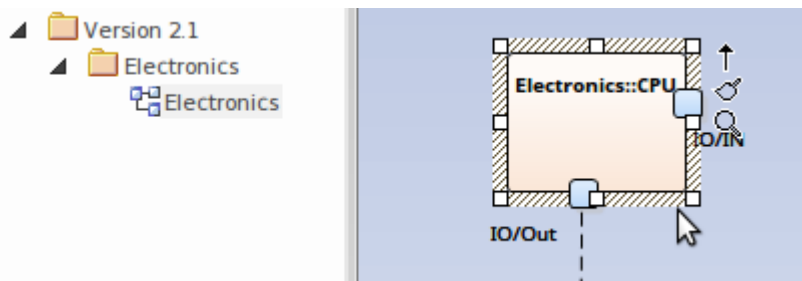 Version 2.1
Electronics
Electronics
Electronics::CPU
IO/IN
IO/Out